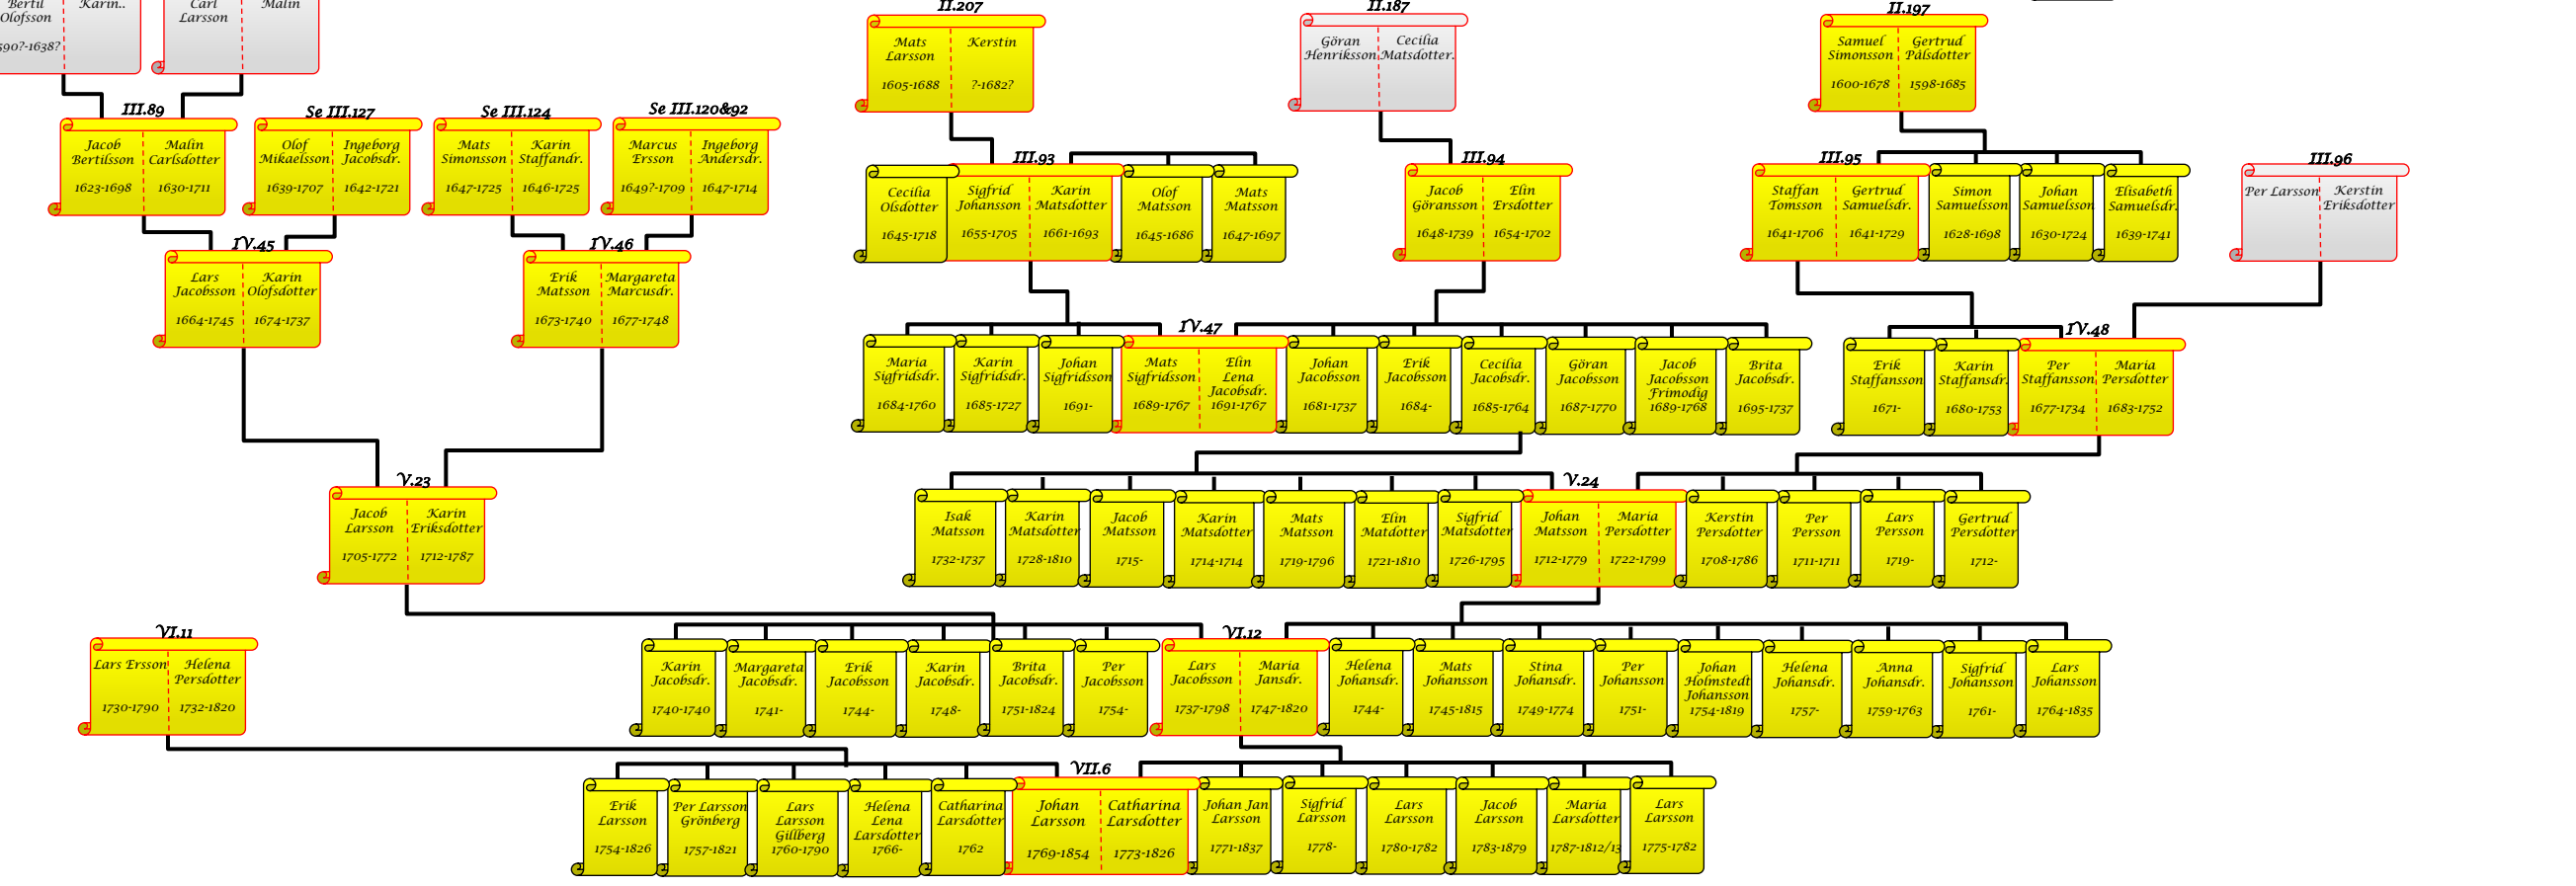 Bertil
Olofsson
590?-1638?
Karin..
Carl
Larsson
Malin
II.207
Mats
Larsson
1605-1688
Kerstin
?-1682?
II.187
Göran
Henriksson
Cecilia
Matsdotter.
II.197
Samuel
Simonsson
1600-1678
Gertrud
Pålsdotter
1598-1685
III.89
Jacob
Bertilsson
1623-1698
Malin
Carlsdotter
1630-1711
Se III.127
Olof
Mikaelsson
1639-1707
Ingeborg
Jacobsdr.
1642-1721
Se III.124
Mats
Simonsson
1647-1725
Karin
Staffandr.
1646-1725
Se III.120&92
Marcus
Ersson
1649?-1709
Ingeborg
Andersdr.
1647-1714
Cecilia
Olsdotter
1645-1718
III.93
Sigfrid
Johansson
1655-1705
Karin
Matsdotter
1661-1693
Olof
Matsson
1645-1686
Mats
Matsson
1647-1697
III.94
Jacob
Göransson
1648-1739
Elin
Ersdotter
1654-1702
III.95
Staffan
Tomsson
1641-1706
Gertrud
Samuelsdr.
1641-1729
Simon
Samuelsson
1628-1698
Johan
Samuelsson
1630-1724
Elisabeth
Samuelsdr.
1639-1741
III.96
Per Larsson
Kerstin
Eriksdotter
IV.45
Lars
Jacobsson
1664-1745
Karin
Olofsdotter
1674-1737
IV.46
Erik
Matsson
1673-1740
Margareta
Marcusdr.
1677-1748
Maria
Sigfridsdr.
1684-1760
Karin
Sigfridsdr.
1685-1727
Johan
Sigfridsson
1691-
IV.47
Mats
Sigfridsson
1689-1767
Elin
Lena
Jacobsdr.
1691-1767
Johan
Jacobsson
1681-1737
Erik
Jacobsson
1684-
Cecilia
Jacobsdr.
1685-1764
Göran
Jacobsson
1687-1770
Jacob
Jacobsson
Frimodig
1689-1768
Brita
Jacobsdr.
1695-1737
Erik
Staffansson
1671-
Karin
Staffansdr.
1680-1753
IV.48
Per
Staffansson
1677-1734
Maria
Persdotter
1683-1752
V.23
Jacob
Larsson
1705-1772
Karin
Eriksdotter
1712-1787
Isak
Matsson
1732-1737
Karin
Matsdotter
1728-1810
Jacob
Matsson
1715-
Karin
Matsdotter
1714-1714
Mats
Matsson
1719-1796
Elin
Matdotter
1721-1810
Sigfrid
Matsdotter
1726-1795
V.24
Johan
Matsson
1712-1779
Maria
Persdotter
1722-1799
Kerstin
Persdotter
1708-1786
Per
Persson
1711-1711
Lars
Persson
1719-
Gertrud
Persdotter
1712-
VI.11
Lars Ersson
1730-1790
Helena
Persdotter
1732-1820
Karin
Jacobsdr.
1740-1740
Margareta
Jacobsdr.
1741-
Erik
Jacobsson
1744-
Karin
Jacobsdr.
1748-
Brita
Jacobsdr.
1751-1824
Per
Jacobsson
1754-
VI.12
Lars
Jacobsson
1737-1798
Maria
Jansdr.
1747-1820
Helena
Johansdr.
1744-
Mats
Johansson
1745-1815
Stina
Johansdr.
1749-1774
Per
Johansson
1751-
Johan
Holmstedt
Johansson
1754-1819
Helena
Johansdr.
1757-
Anna
Johansdr.
1759-1763
Sigfrid
Johansson
1761-
Lars
Johansson
1764-1835
Erik
Larsson
1754-1826
Per Larsson
Grönberg
1757-1821
Lars
Larsson
Gillberg
1760-1790
Helena
Lena
Larsdotter
1766-
Catharina
Larsdotter
1762
VII.6
Johan
Larsson
1769-1854
Catharina
Larsdotter
1773-1826
Johan Jan
Larsson
1771-1837
Sigfrid
Larsson
1778-
Lars
Larsson
1780-1782
Jacob
Larsson
1783-1879
Maria
Larsdotter
1787-1812/13
Lars
Larsson
1775-1782